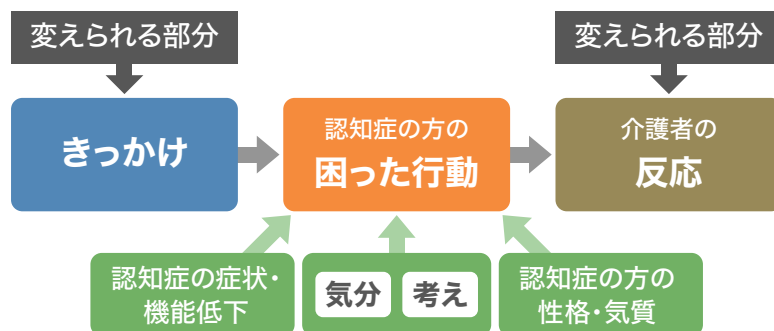 変えられる部分
変えられる部分
きっかけ
認知症の方の
困った行動
介護者の
反応
認知症の症状・
機能低下
気分 考え
認知症の方の
性格・気質